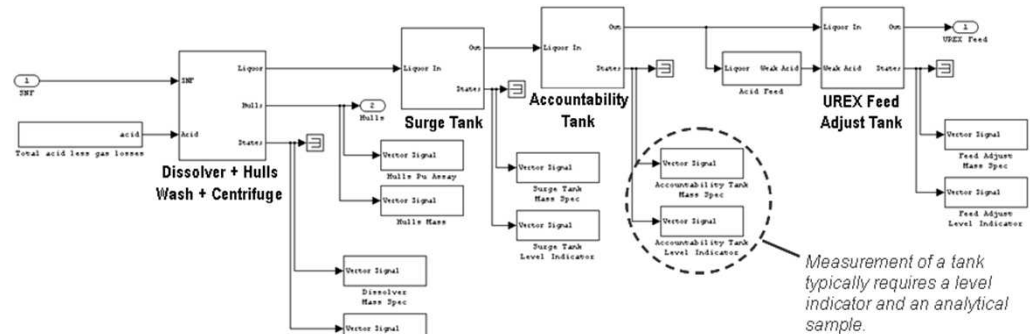 1
SNF
acid
Total acid less gas losses
SNF
Acid
Liquor
Hulls
States
Dissolver + Hulls
Wash + Centrifuge
2
Hulls
Vector Signal
Hulls Pu Assay
Vector Signal
Hulls Mass
Vector Signal
Dissolver
Mass Spec
Vector Signal
Liquor In
Out
States
Surge Tank
Vector Signal
Surge Tank
Mass Spec
Vector Signal
Surge Tank
Level Indicator
Liquor In
Out
States
Accountability
Tank
Vector Signal
Accountability Tank
Mass Spec
Vector Signal
Accountability Tank
Level Indicator
Liquor
Weak Acid
Acid Feed
Liquor In
Weak Acid
Out
States
UREX Feed
Adjust Tank
1
UREX Feed
Vector Signal
Feed Adjust
Mass Spec
Vector Signal
Feed Adjust
Level Indicator
Measurement of a tank
typically requires a level
indicator and an analytical
sample.